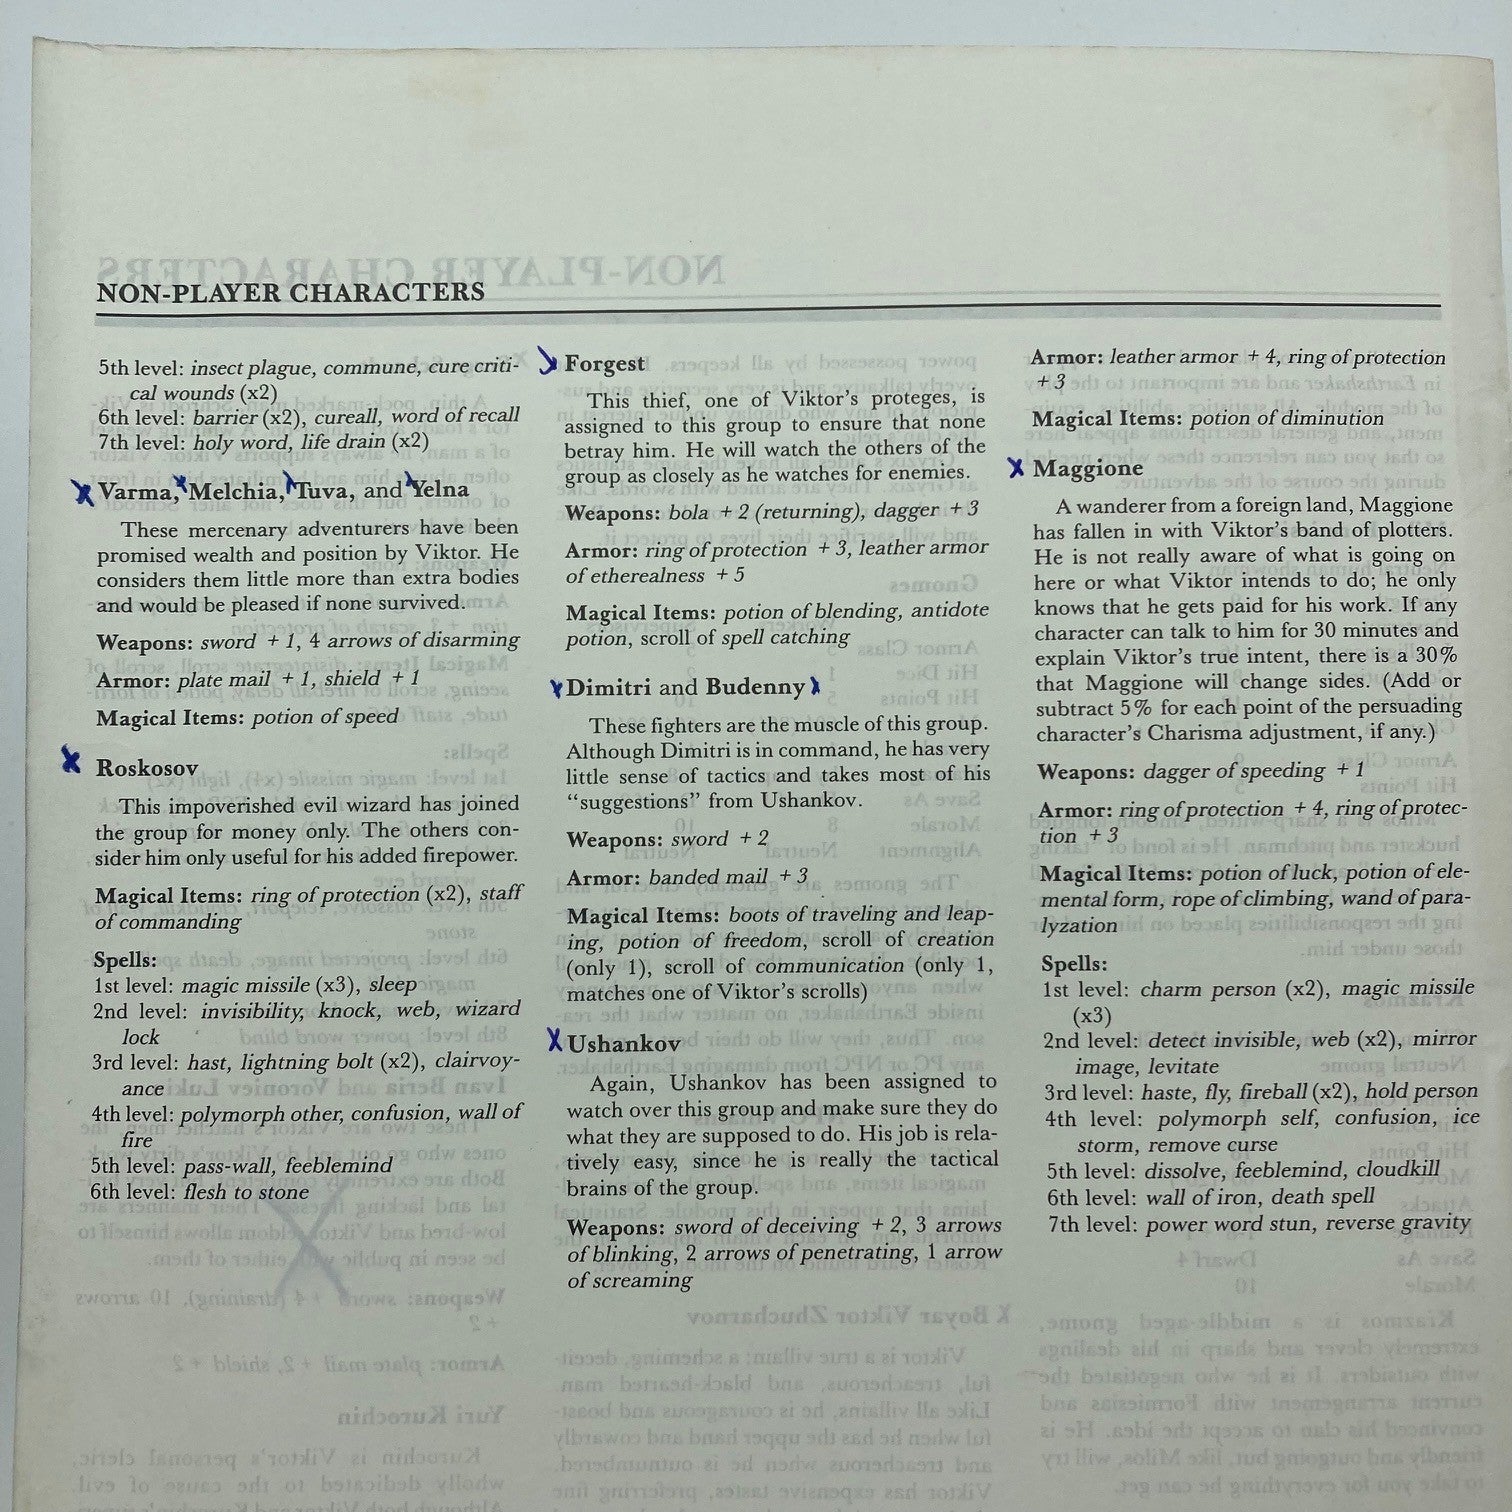 NON-PLAYER CHARACTERS
5th level: insect plague, commune, cure criti-
cal wounds (x2)
6th level: barrier (x2), cureall, word of recall
7th level: holy word, life drain (x2)
Varma, Melchia, Tuva, and Yelna
These mercenary adventurers have been
promised wealth and position by Viktor. He
considers them little more than extra bodies
and would be pleased if none survived.
Weapons: sword + 1, 4 arrows of disarming
Armor: plate mail + 1, shield + 1
Magical Items: potion of speed
Roskosov
This impoverished evil wizard has joined
the group for money only. The others con-
sider him only useful for his added firepower.
Magical Items: ring of protection (x2), staff
of commanding
Spells:
1st level: magic missile (x3), sleep
2nd level: invisibility, knock, web, wizard
lock
3rd level: hast, lightning bolt (x2), clairvoy-
ance
4th level: polymorph other, confusion, wall of
fire
5th level: pass-wall, feeblemind
6th level: flesh to stone
Forgest
This thief, one of Viktor's proteges, is
assigned to this group to ensure that none
betray him. He will watch the others of the
group as closely as he watches for enemies.
Weapons: bola + 2 (returning), dagger + 3
Armor: ring of protection + 3, leather armor
of etherealness + 5
Magical Items: potion of blending, antidote
potion, scroll of spell catching
Dimitri and Budenny
These fighters are the muscle of this group.
Although Dimitri is in command, he has very
little sense of tactics and takes most of his
"suggestions" from Ushankov.
Weapons: sword + 2
Armor: banded mail + 3
Magical Items: boots of traveling and leap-
ing, potion of freedom, scroll of creation
(only 1), scroll of communication (only 1,
matches one of Viktor's scrolls)
Ushankov
Again, Ushankov has been assigned to
watch over this group and make sure they do
what they are supposed to do. His job is rela-
tively easy, since he is really the tactical
brains of the group.
Weapons: sword of deceiving + 2, 3 arrows
of blinking, 2 arrows of penetrating, 1 arrow
of screaming
Armor: leather armor + 4, ring of protection
+ 3
Magical Items: potion of diminution
Maggione
A wanderer from a foreign land, Maggione
has fallen in with Viktor's band of plotters.
He is not really aware of what is going on
here or what Viktor intends to do; he only
knows that he gets paid for his work. If any
character can talk to him for 30 minutes and
explain Viktor's true intent, there is a 30%
that Maggione will change sides. (Add or
subtract 5% for each point of the persuading
character's Charisma adjustment, if any.)
Weapons: dagger of speeding + 1
Armor: ring of protection + 4, ring of protec-
tion + 3
Magical Items: potion of luck, potion of ele-
mental form, rope of climbing, wand of para-
lyzation
Spells:
1st level: charm person (x2), magic missile
(x3)
2nd level: detect invisible, web (x2), mirror
image, levitate
3rd level: haste, fly, fireball (x2), hold person
4th level: polymorph self, confusion, ice
storm, remove curse
5th level: dissolve, feeblemind, cloudkill
6th level: wall of iron, death spell
7th level: power word stun, reverse gravity